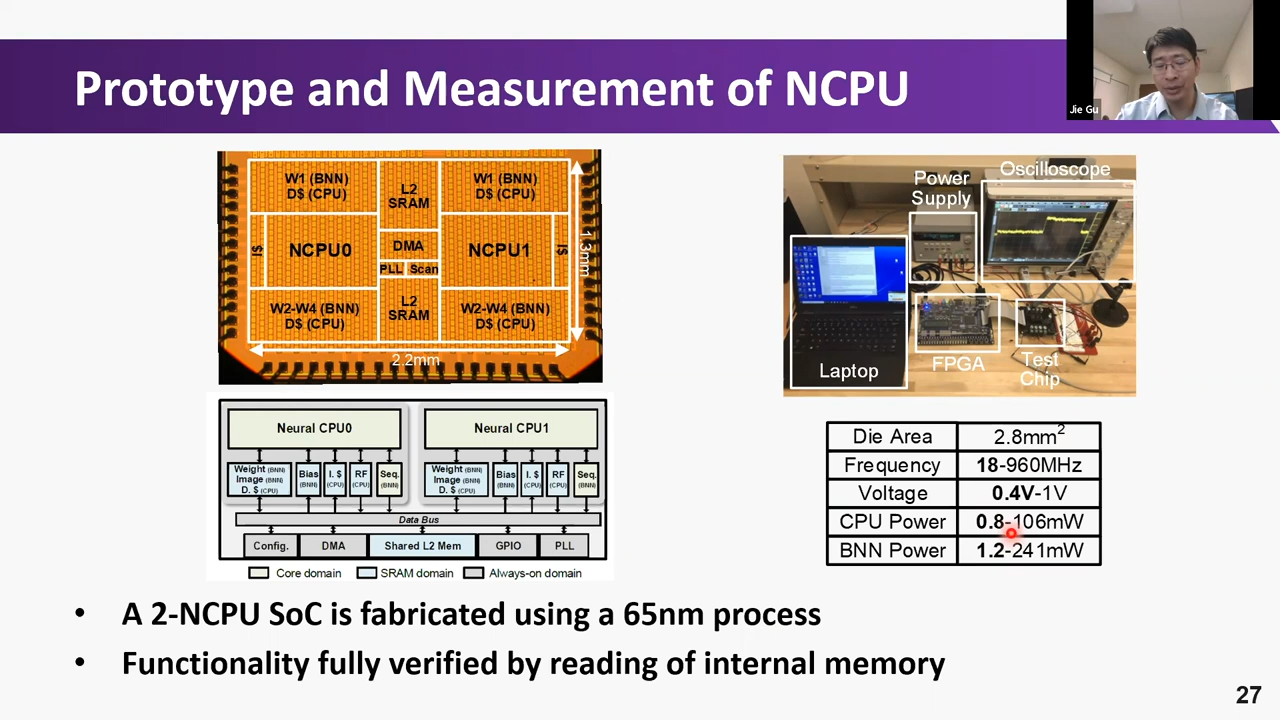 Prototype and Measurement of NCPU
Jie Gu
W1 (BNN)
D$ (CPU)
L2
SRAM
W1 (BNN)
D$ (CPU)
I$
NCPU0
DMA
NCPU1
I$
1.3mm
PLL
Scan
W2-W4 (BNN)
D$ (CPU)
L2
SRAM
W2-W4 (BNN)
D$ (CPU)
2.2mm
Power
Supply
Oscilloscope
Laptop
FPGA
Test
Chip
Neural CPU0
Neural CPU1
Weight (BNN)
Image (BNN)
D. $ (CPU)
Bias
(BNN)
I. $
(CPU)
RF
(CPU)
Seq.
(BNN)
Weight (BNN)
Image (BNN)
D. $ (CPU)
Bias
(BNN)
I. $
(CPU)
RF
(CPU)
Seq.
(BNN)
Data Bus
Config.
DMA
Shared L2 Mem
GPIO
PLL
Core domain
SRAM domain
Always-on domain
Die Area 2.8mm²
Frequency 18-960MHz
Voltage 0.4V-1V
CPU Power 0.8-106mW
BNN Power 1.2-241mW
• A 2-NCPU SoC is fabricated using a 65nm process
• Functionality fully verified by reading of internal memory
27